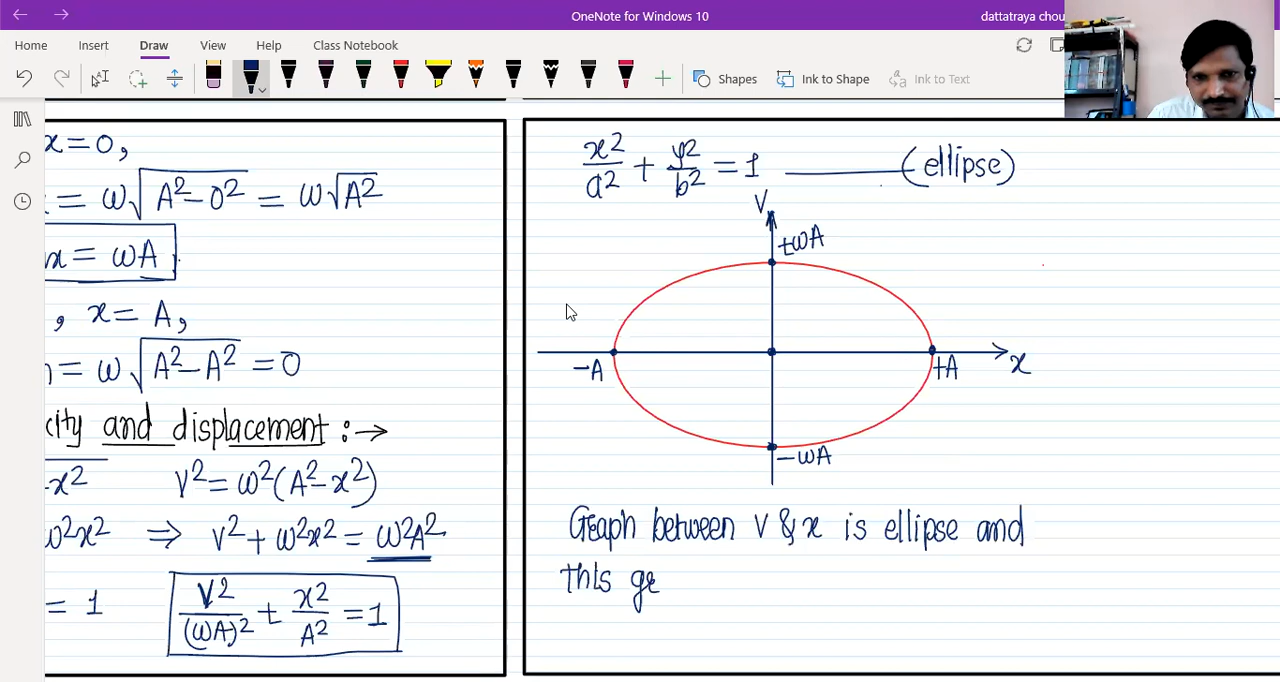 OneNote for Windows 10
dattatraya chou
Home Insert Draw View Help Class Notebook
Shapes Ink to Shape Ink to Text
x = 0,
= ω√(A² - 0²) = ω√A²
x = ωA
, x = A,
= ω√(A² - A²) = 0
city and displacement :→
-x² V² = ω²(A² - x²)
ω²x² ⇒ V² + ω²x² = ω²A²
= 1 V²/(ωA)² + x²/A² = 1
x²/a² + y²/b² = 1 (ellipse)
V
+ωA
-A +A x
-ωA
Graph between V & x is ellipse and
this ge